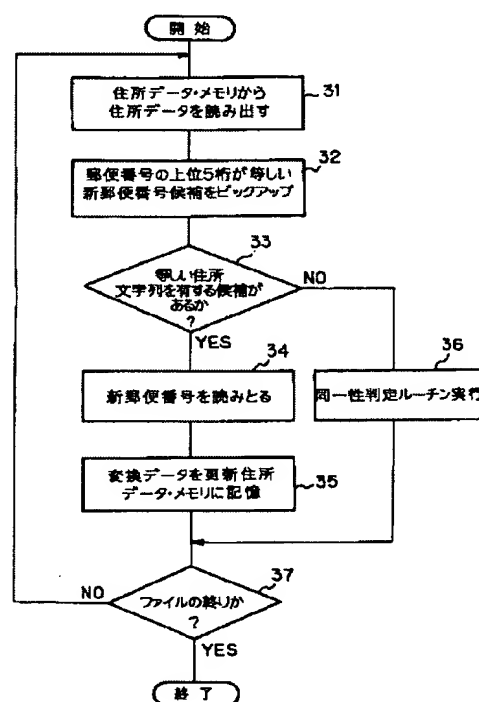 開始
住所データ・メモリから
住所データを読み出す
31
郵便番号の上位5桁が等しい
新郵便番号候補をピックアップ
32
等しい住所
文字列を有する候補が
あるか
?
33
NO
YES
新郵便番号を読みとる
34
同一性判定ルーチン実行
36
変換データを更新住所
データ・メモリに記憶
35
ファイルの終りか
?
37
NO
YES
終了